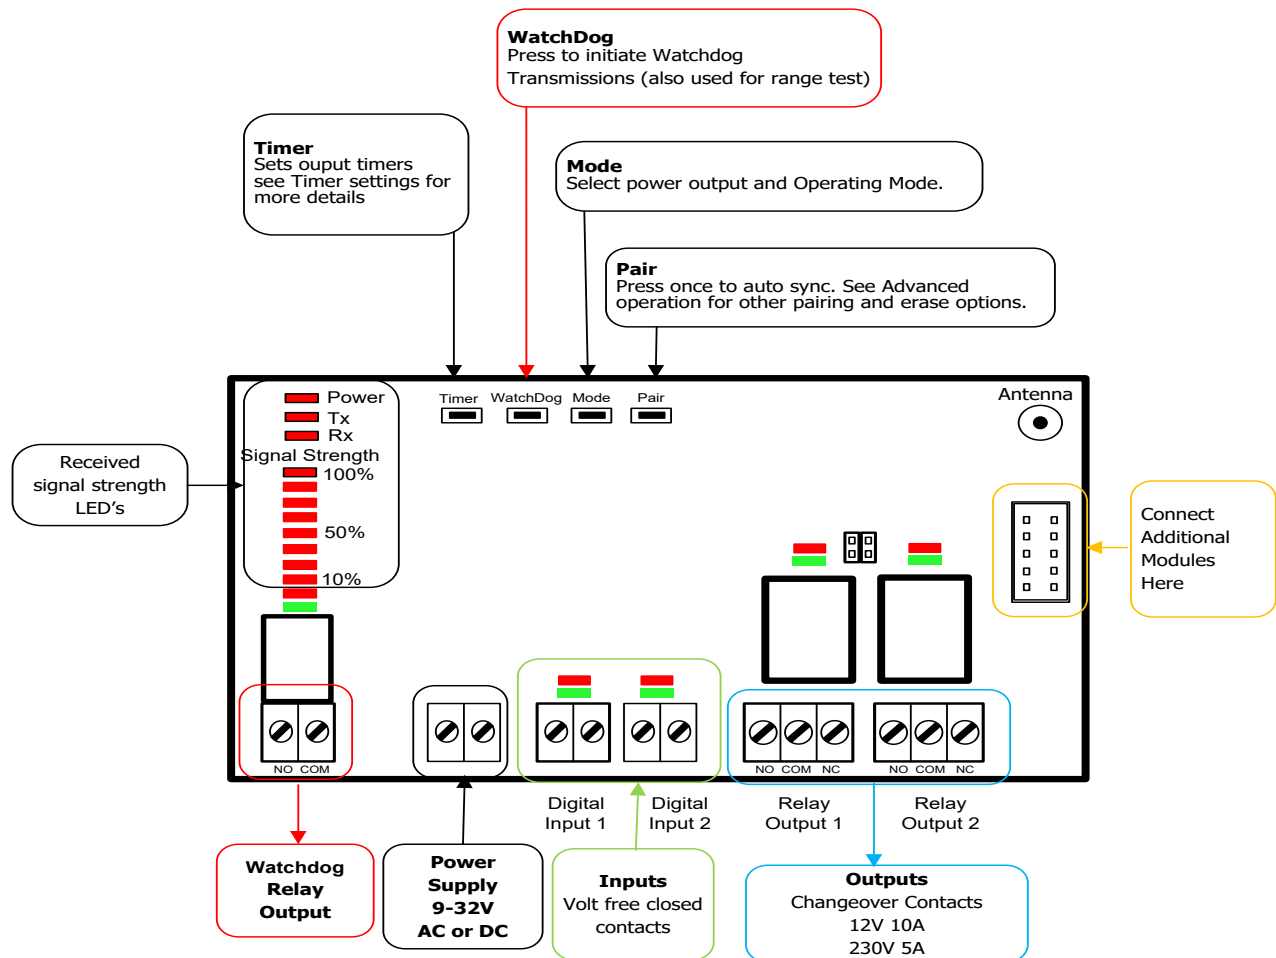 WatchDog
Press to initiate Watchdog
Transmissions (also used for range test)
Timer
Sets ouput timers
see Timer settings for
more details
Mode
Select power output and Operating Mode.
Pair
Press once to auto sync. See Advanced
operation for other pairing and erase options.
Received
signal strength
LED's
Power
Tx
Rx
Signal Strength
100%
50%
10%
Timer
WatchDog
Mode
Pair
Antenna
Connect
Additional
Modules
Here
NO COM
NO COM NC
NO COM NC
Digital
Input 1
Digital
Input 2
Relay
Output 1
Relay
Output 2
Watchdog
Relay
Output
Power
Supply
9-32V
AC or DC
Inputs
Volt free closed
contacts
Outputs
Changeover Contacts
12V 10A
230V 5A